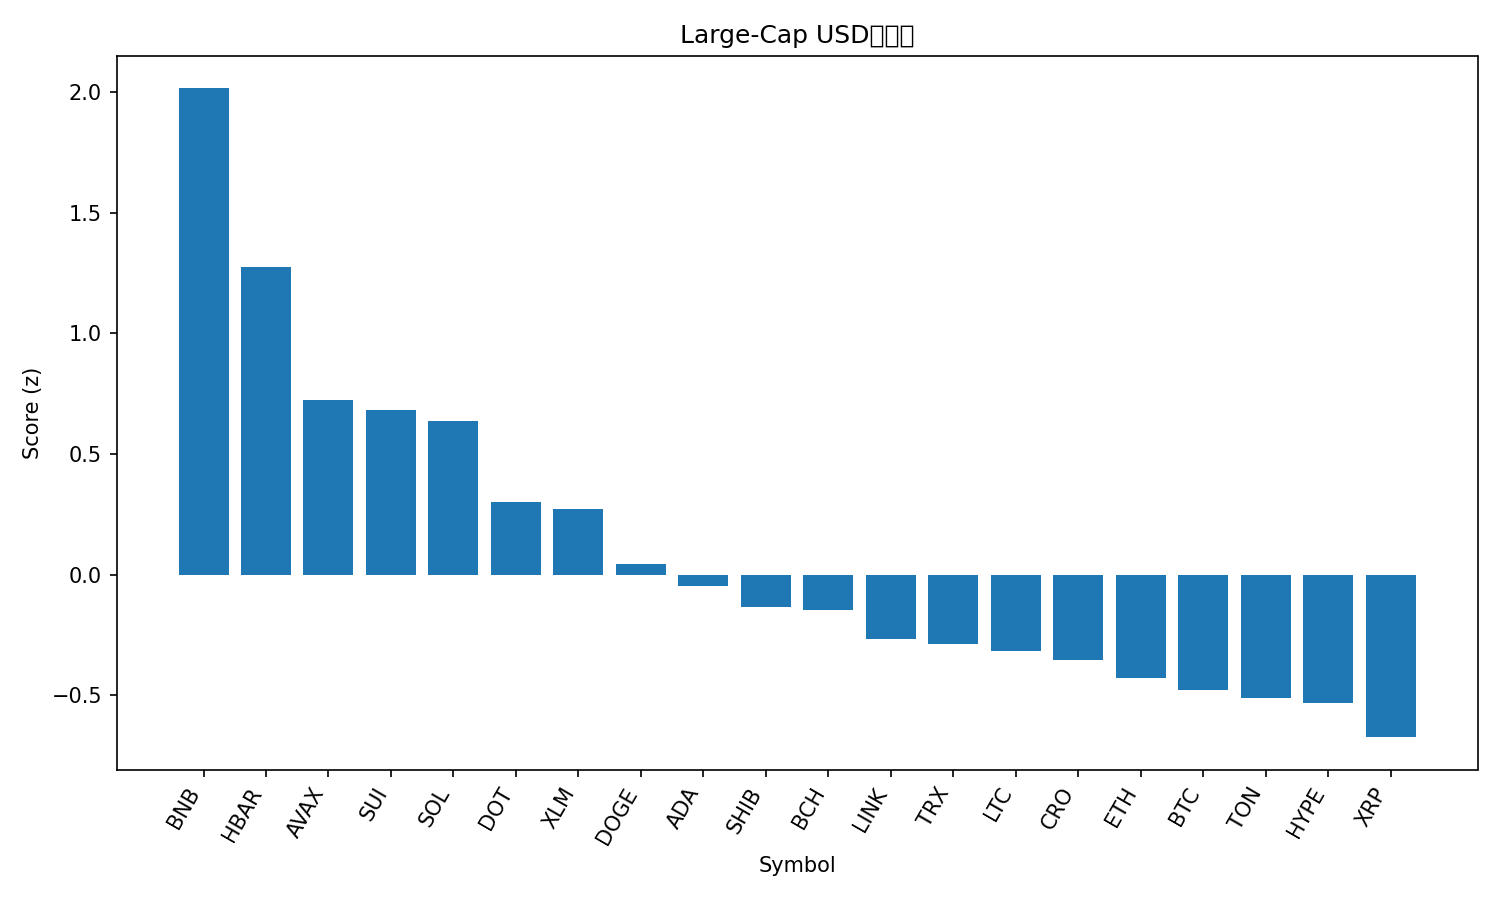 Large-Cap USD
Score (z)
2.0
1.5
1.0
0.5
0.0
−0.5
BNB
HBAR
AVAX
SUI
SOL
DOT
XLM
DOGE
ADA
SHIB
BCH
LINK
TRX
LTC
CRO
ETH
BTC
TON
HYPE
XRP
Symbol